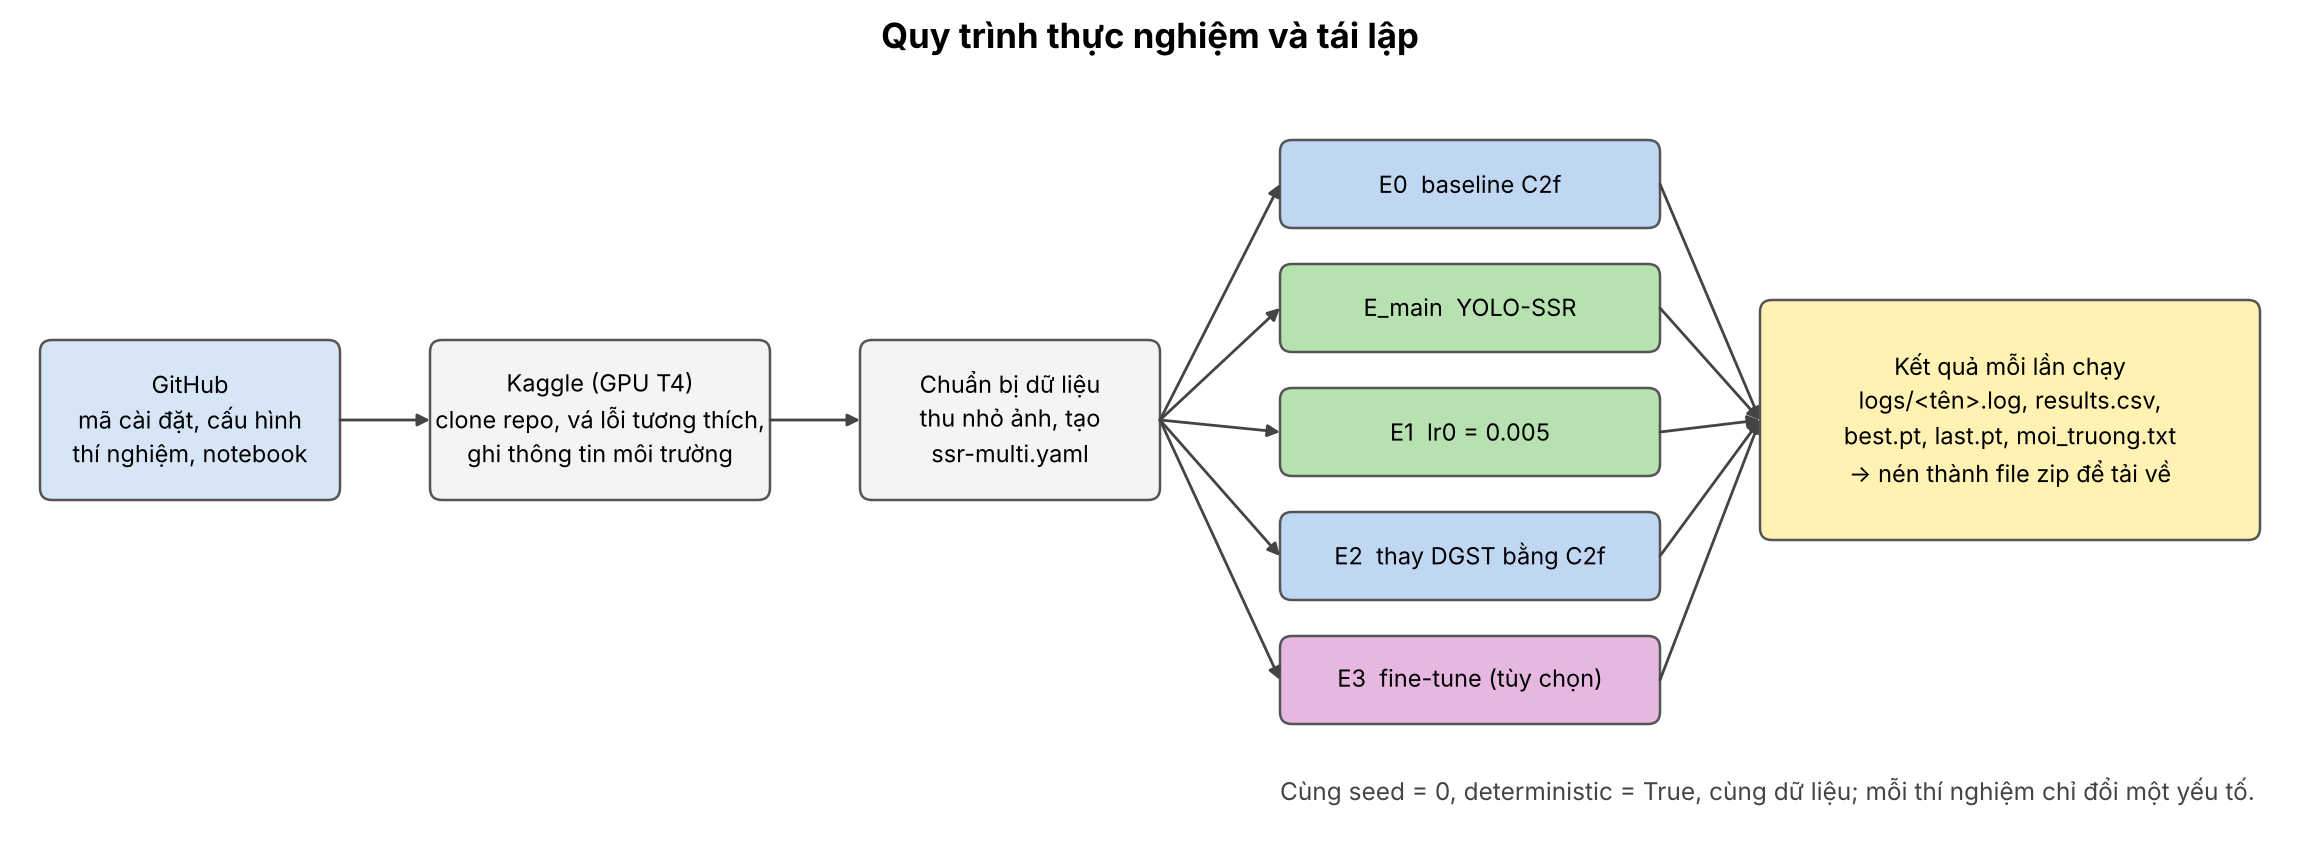 Quy trình thực nghiệm và tái lập
GitHub
mã cài đặt, cấu hình
thí nghiệm, notebook
Kaggle (GPU T4)
clone repo, vá lỗi tương thích,
ghi thông tin môi trường
Chuẩn bị dữ liệu
thu nhỏ ảnh, tạo
ssr-multi.yaml
E0 baseline C2f
E_main YOLO-SSR
E1 lr0 = 0.005
E2 thay DGST bằng C2f
E3 fine-tune (tùy chọn)
Kết quả mỗi lần chạy
logs/<tên>.log, results.csv,
best.pt, last.pt, moi_truong.txt
→ nén thành file zip để tải về
Cùng seed = 0, deterministic = True, cùng dữ liệu; mỗi thí nghiệm chỉ đổi một yếu tố.